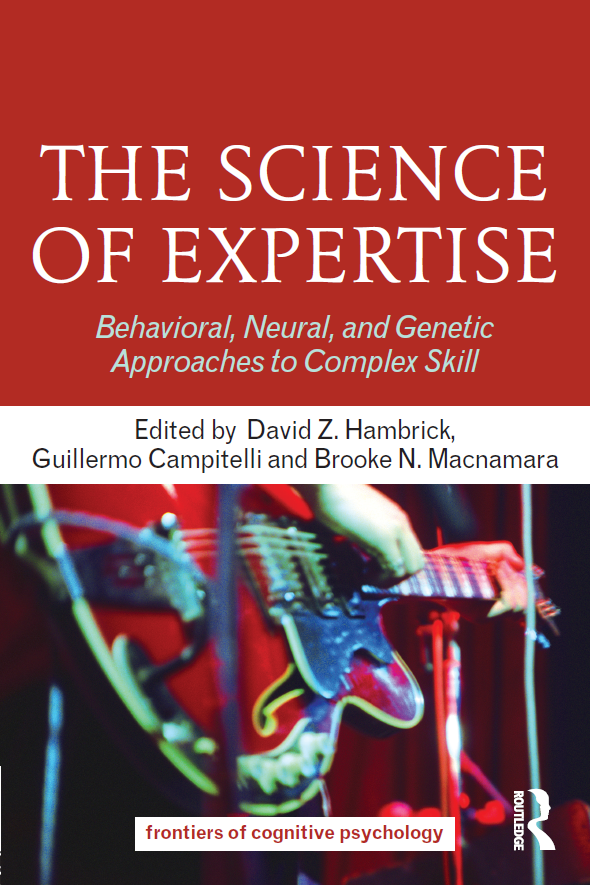 THE SCIENCE
OF EXPERTISE
Behavioral, Neural, and Genetic
Approaches to Complex Skill
Edited by David Z. Hambrick,
Guillermo Campitelli and Brooke N. Macnamara
frontiers of cognitive psychology
ROUTLEDGE